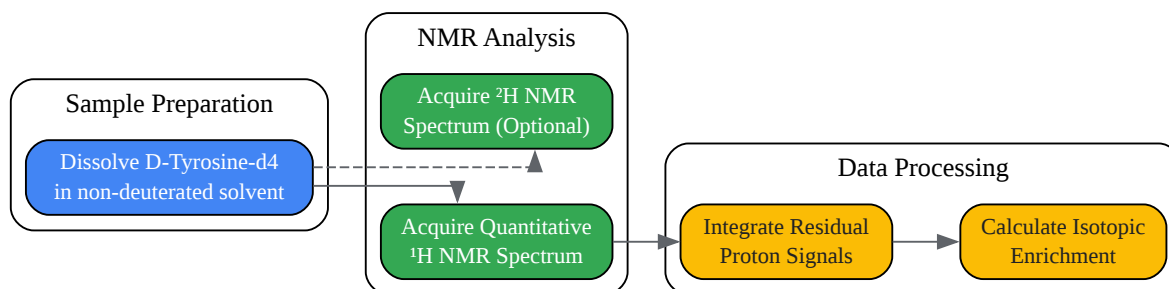 Sample Preparation
Dissolve D-Tyrosine-d4
in non-deuterated solvent
NMR Analysis
Acquire ²H NMR
Spectrum (Optional)
Acquire Quantitative
¹H NMR Spectrum
Data Processing
Integrate Residual
Proton Signals
Calculate Isotopic
Enrichment